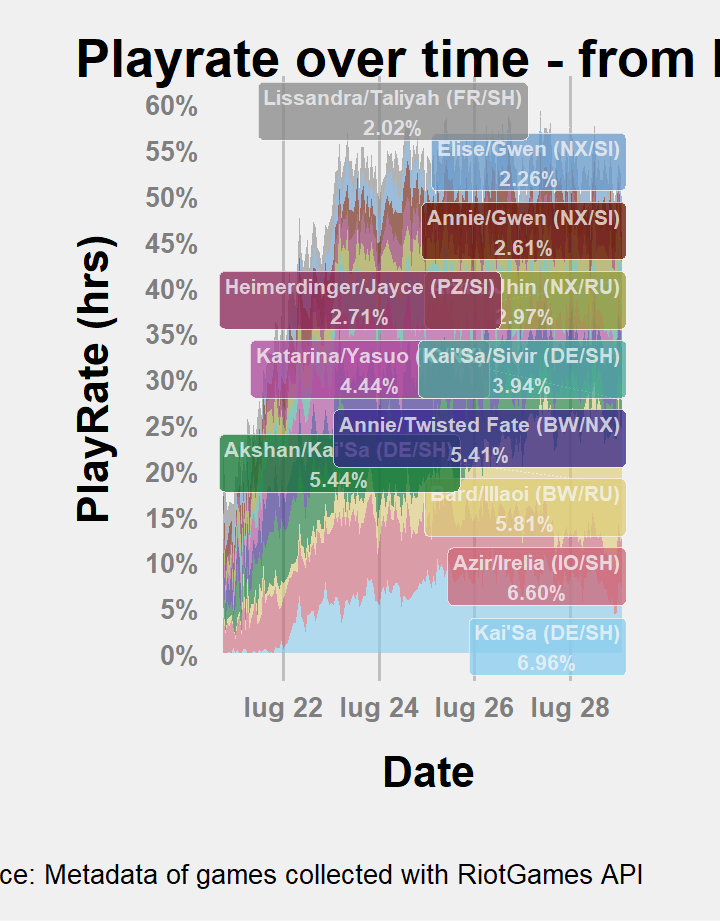 Playrate over time - from
60%
55%
50%
45%
40%
35%
30%
25%
20%
15%
10%
5%
0%
PlayRate (hrs)
Lissandra/Taliyah (FR/SH)
2.02%
Elise/Gwen (NX/SI)
2.26%
Annie/Gwen (NX/SI)
2.61%
Heimerdinger/Jayce (PZ/SI)
2.71%
Jhin (NX/RU)
2.97%
Katarina/Yasuo (
4.44%
Kai'Sa/Sivir (DE/SH)
3.94%
Annie/Twisted Fate (BW/NX)
5.41%
Akshan/Kai'Sa (DE/SH)
5.44%
Bard/Illaoi (BW/RU)
5.81%
Azir/Irelia (IO/SH)
6.60%
Kai'Sa (DE/SH)
6.96%
lug 22 lug 24 lug 26 lug 28
Date
ce: Metadata of games collected with RiotGames API